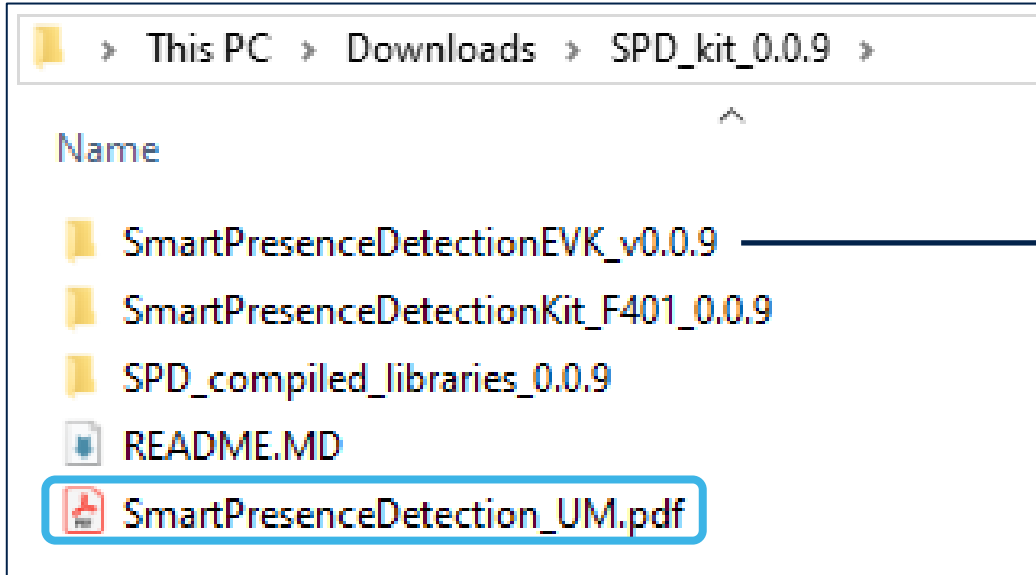 This PC > Downloads > SPD_kit_0.0.9 >
Name
SmartPresenceDetectionEVK_v0.0.9
SmartPresenceDetectionKit_F401_0.0.9
SPD_compiled_libraries_0.0.9
README.MD
SmartPresenceDetection_UM.pdf